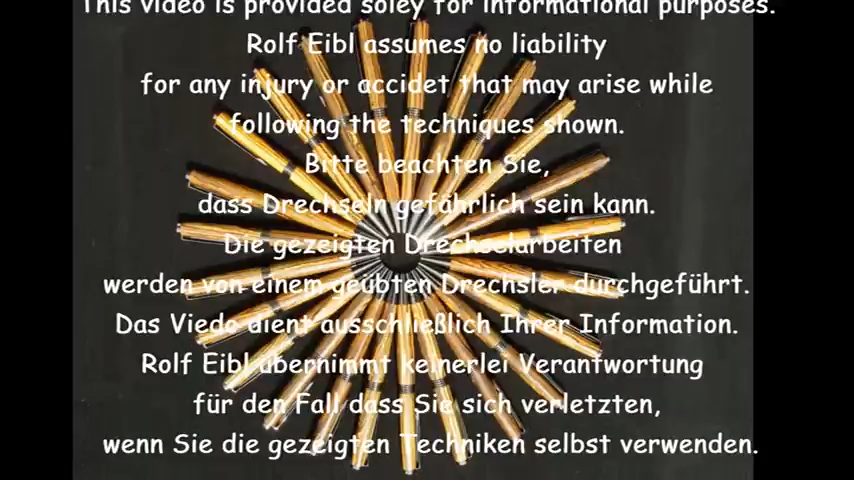 This video is provided soley for informational purposes.
Rolf Eibl assumes no liability
for any injury or accidet that may arise while
following the techniques shown.
Bitte beachten Sie,
dass Drechseln gefährlich sein kann.
Die gezeigten Drechselarbeiten
werden von einem geübten Drechsler durchgeführt.
Das Viedo dient ausschließlich Ihrer Information.
Rolf Eibl übernimmt keinerlei Verantwortung
für den Fall dass Sie sich verletzten,
wenn Sie die gezeigten Techniken selbst verwenden.